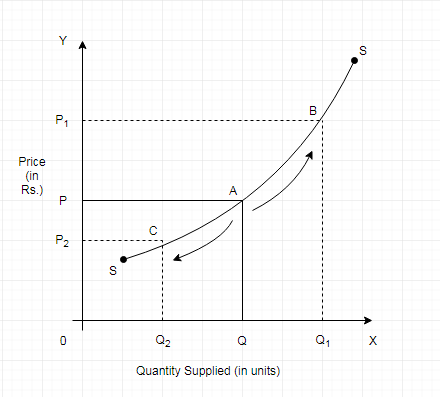 Y
S
P₁
B
Price
(in
Rs.)
A
P
C
P₂
S
0
Q₂
Q
Q₁
X
Quantity Supplied (in units)